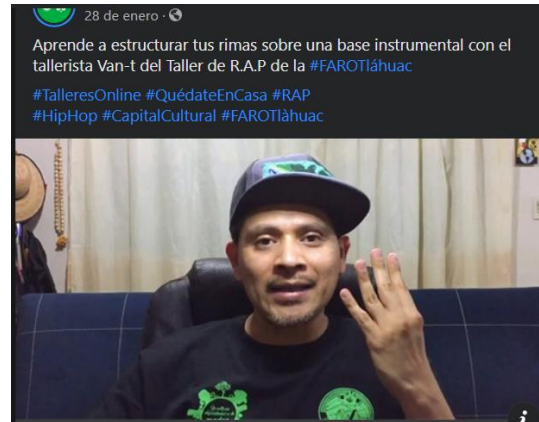 28 de enero ·
Aprende a estructurar tus rimas sobre una base instrumental con el
tallerista Van-t del Taller de R.A.P de la #FAROTláhuac
#TalleresOnline #QuédateEnCasa #RAP
#HipHop #CapitalCultural #FAROTlàhuac